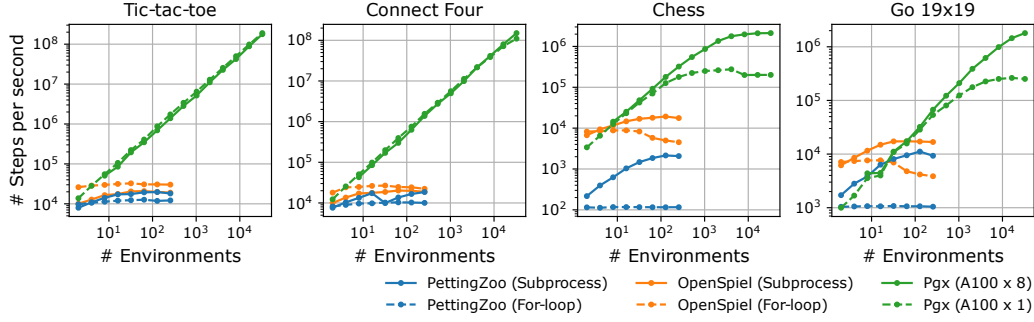 Tic-tac-toe
Connect Four
Chess
Go 19x19
# Steps per second
10^8
10^7
10^6
10^5
10^4
10^1 10^2 10^3 10^4
# Environments
10^8
10^7
10^6
10^5
10^4
10^1 10^2 10^3 10^4
# Environments
10^6
10^5
10^4
10^3
10^2
10^1 10^2 10^3 10^4
# Environments
10^6
10^5
10^4
10^3
10^1 10^2 10^3 10^4
# Environments
PettingZoo (Subprocess)
PettingZoo (For-loop)
OpenSpiel (Subprocess)
OpenSpiel (For-loop)
Pgx (A100 x 8)
Pgx (A100 x 1)